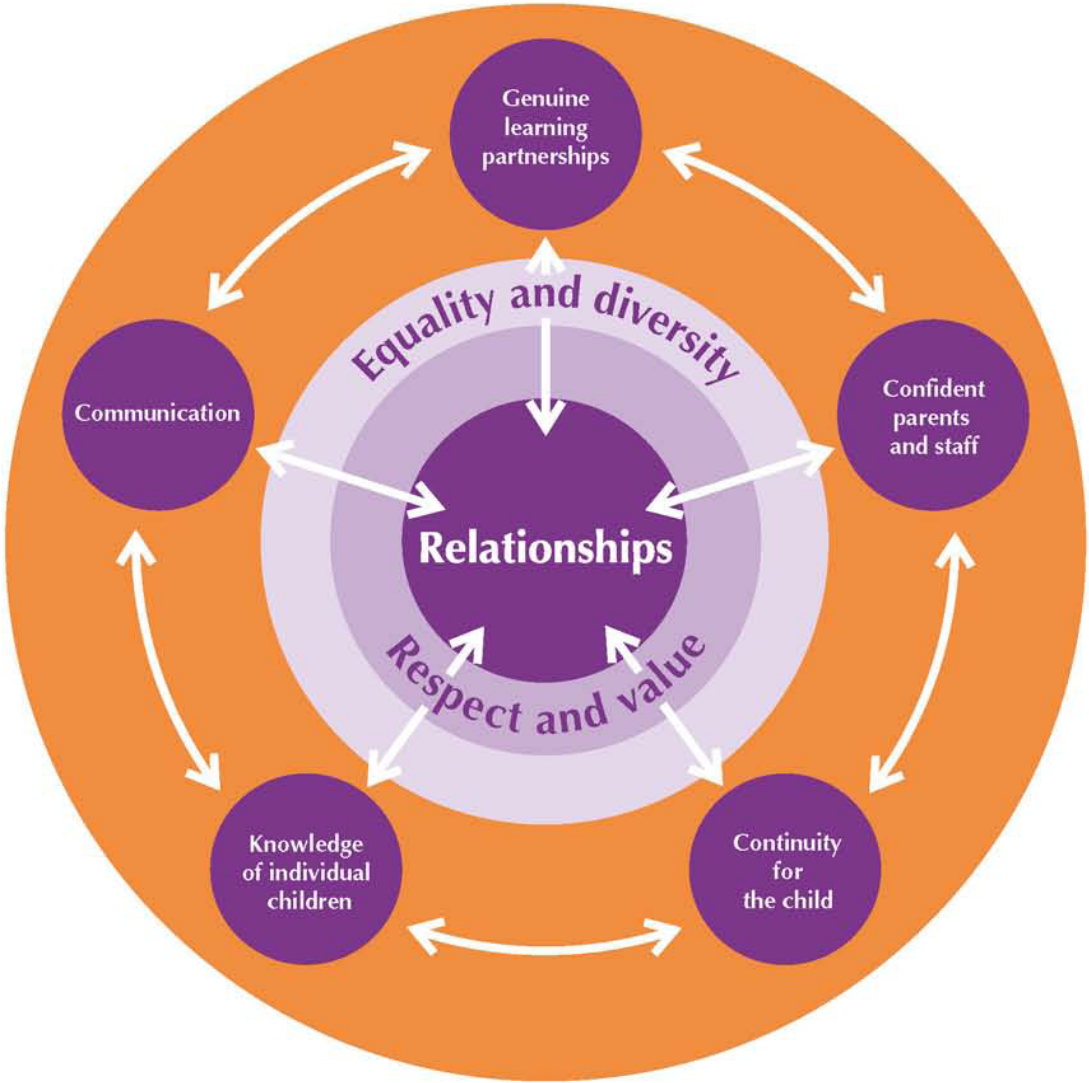 Genuine
learning
partnerships
Equality and diversity
Communication
Confident
parents
and staff
Relationships
Respect and value
Knowledge
of individual
children
Continuity
for
the child